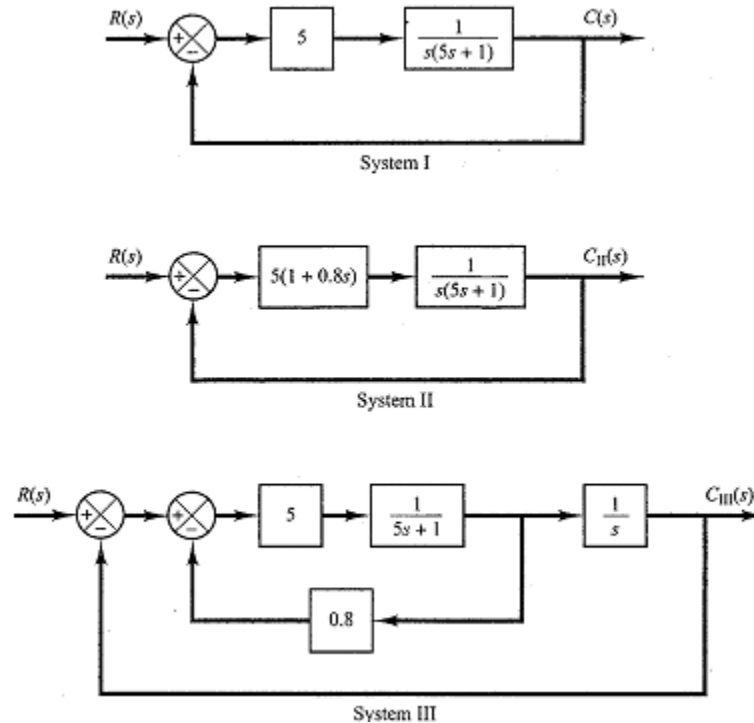 R(s) + − 5 1/s(5s + 1) C(s)
System I
R(s) + − 5(1 + 0.8s) 1/s(5s + 1) C_II(s)
System II
R(s) + − + − 5 1/5s + 1 1/s C_III(s)
0.8
System III